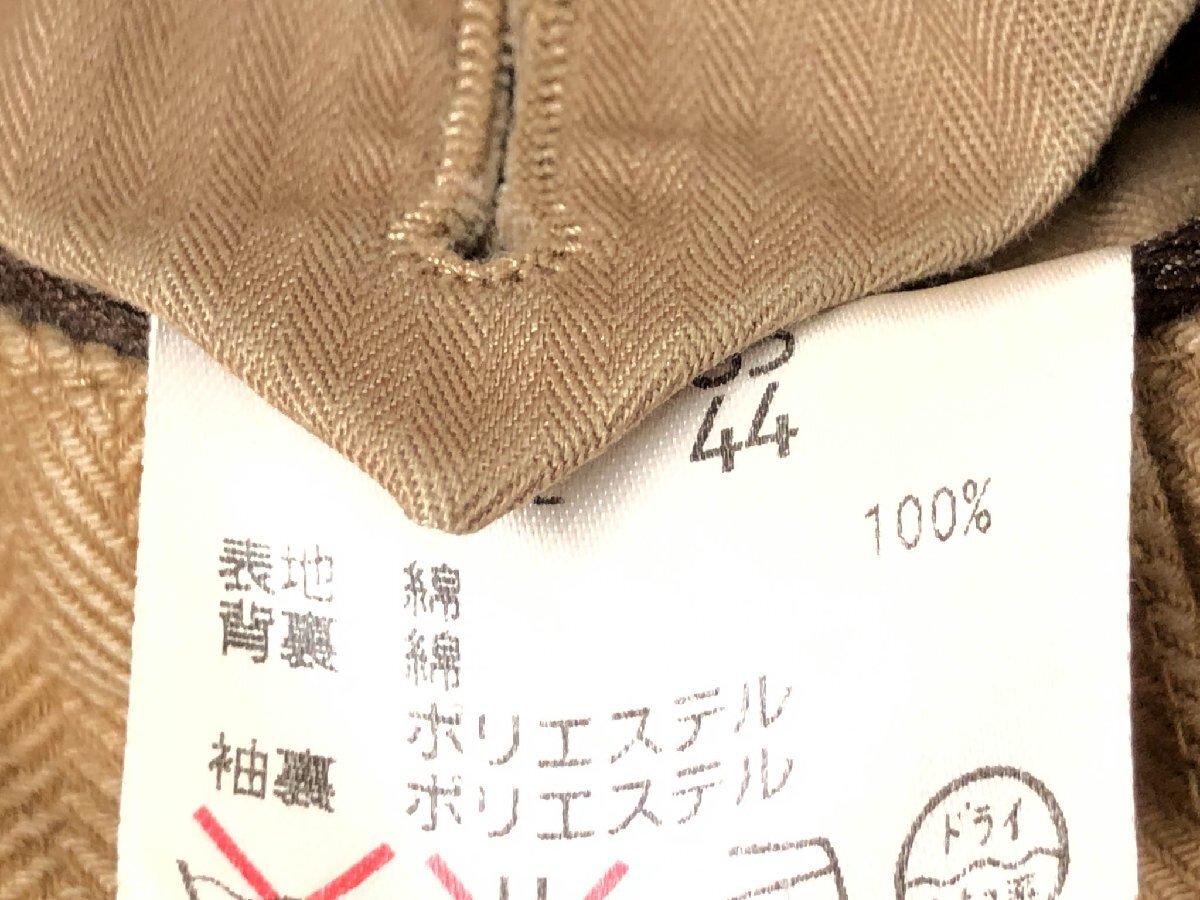 44
100%
表地 綿
背裏 綿
ポリエステル
袖裏 ポリエステル
ドライ